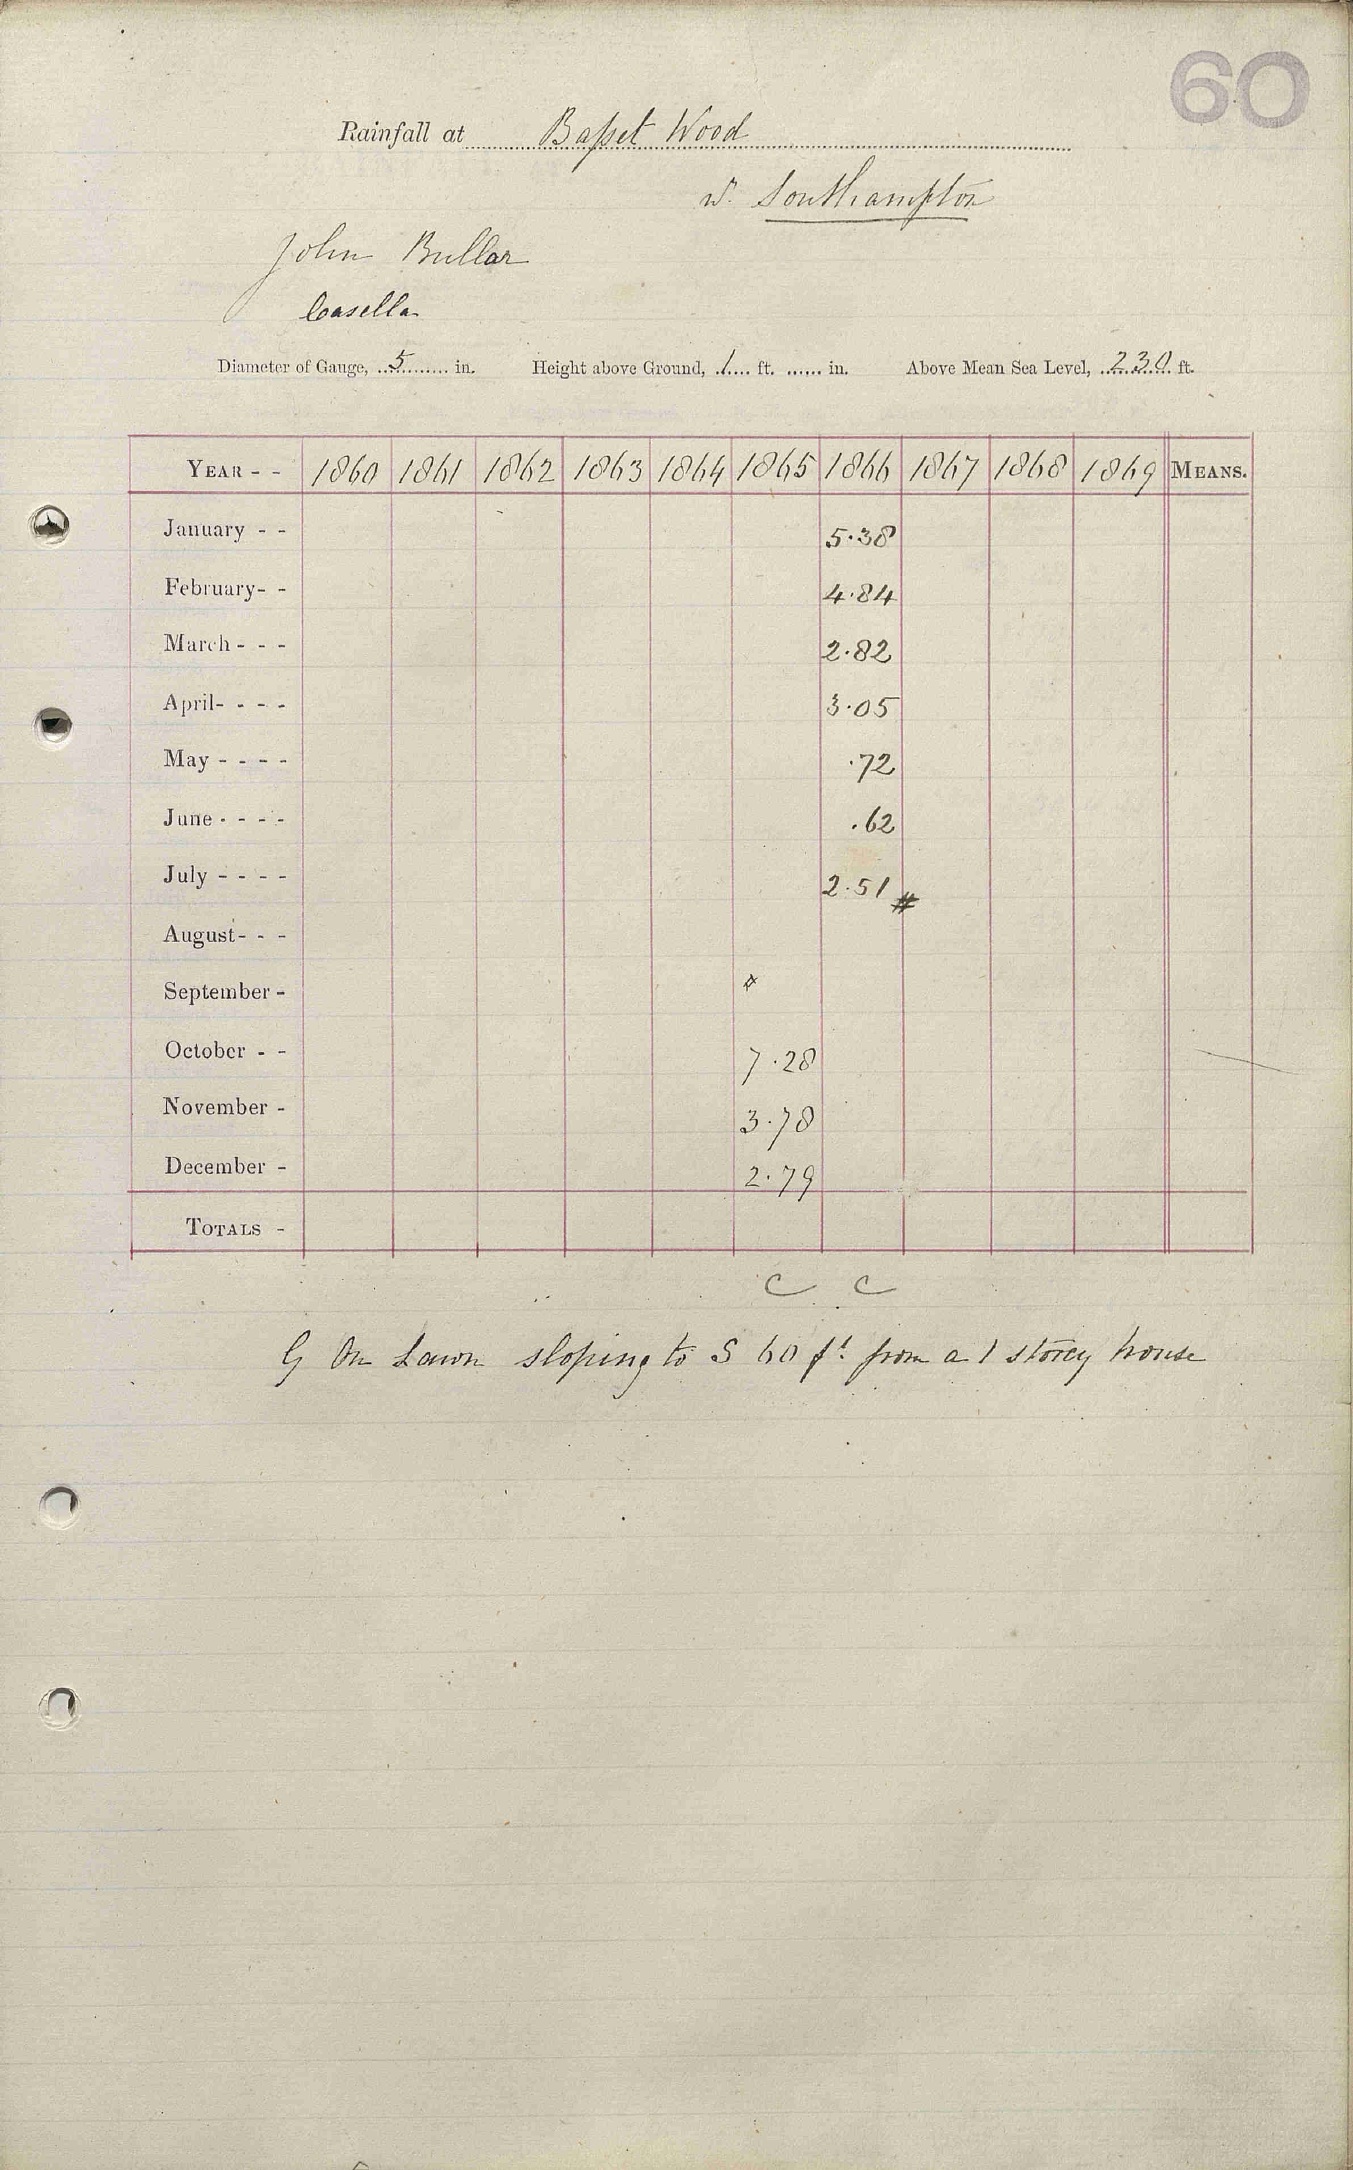 60
Rainfall at Baſset Wood
nr. Southampton
John Bullar
Casella
Diameter of Gauge, 5 in. Height above Ground, 1 ft. ...... in. Above Mean Sea Level, 230 ft.
YEAR - - 1860 1861 1862 1863 1864 1865 1866 1867 1868 1869 MEANS.
January - - 5.38
February- - 4.84
March - - - 2.82
April- - - - 3.05
May - - - - .72
June - - - - .62
July - - - - 2.51 #
August- - -
September -
October - - 7.28
November - 3.78
December - 2.79
TOTALS -
C C
G On Lawn sloping to S 60 ft. from a 1 storey house